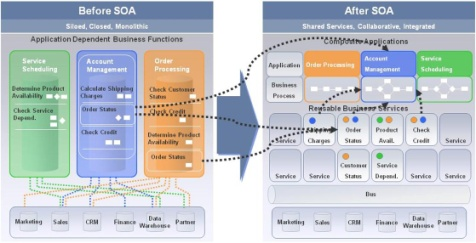 Before SOA
Siloed, Closed, Monolithic
Application Dependent Business Functions
Service
Scheduling
Determine Product
Availability
Check Service
Depend.
Account
Management
Calculate Shipping
Charges
Order Status
Check Credit
Order
Processing
Check Customer
Status
Check Credit
Determine Product
Availability
Order Status
Marketing
Sales
CRM
Finance
Data
Warehouse
Partner
After SOA
Shared Services, Collaborative, Integrated
Composite Applications
Application
Order Processing
Account
Management
Service
Scheduling
Business
Process
Reusable Business Services
Service
Shipping
Charges
Order
Status
Product
Avail.
Check
Credit
Service
Service
Service
Customer
Status
Service
Depend.
Service
Service
Bus
Marketing
Sales
CRM
Finance
Data
Warehouse
Partner